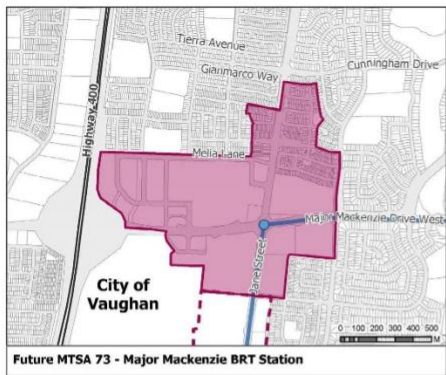 Tierra Avenue
Gianmarco Way
Cunningham Drive
Highway 400
Melia Lane
Major Mackenzie Drive West
Jane Street
City of
Vaughan
0 100 200 300 400 500
M
Future MTSA 73 - Major Mackenzie BRT Station